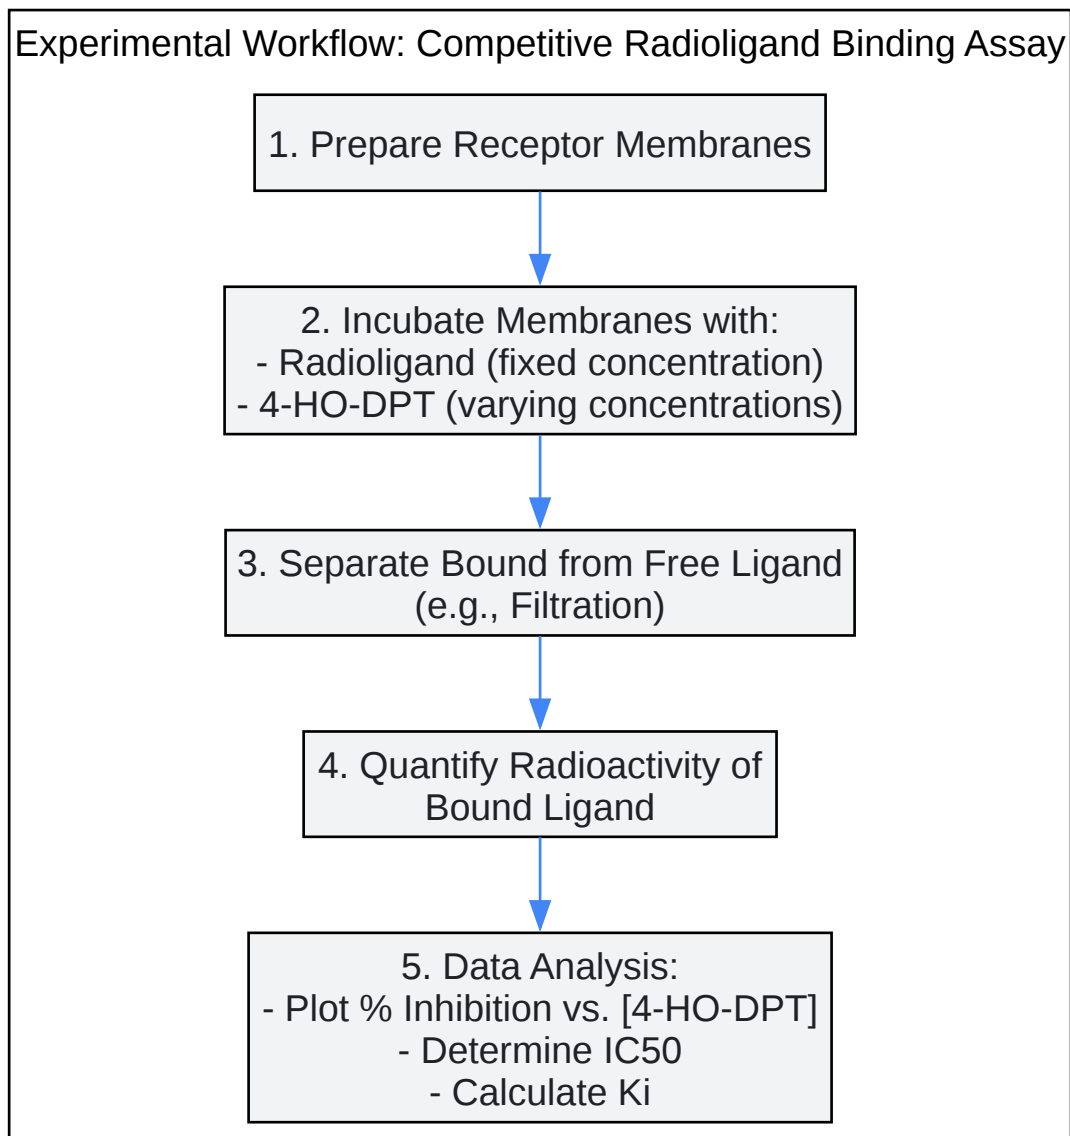 Experimental Workflow: Competitive Radioligand Binding Assay
1. Prepare Receptor Membranes
2. Incubate Membranes with:
- Radioligand (fixed concentration)
- 4-HO-DPT (varying concentrations)
3. Separate Bound from Free Ligand
(e.g., Filtration)
4. Quantify Radioactivity of
Bound Ligand
5. Data Analysis:
- Plot % Inhibition vs. [4-HO-DPT]
- Determine IC50
- Calculate Ki